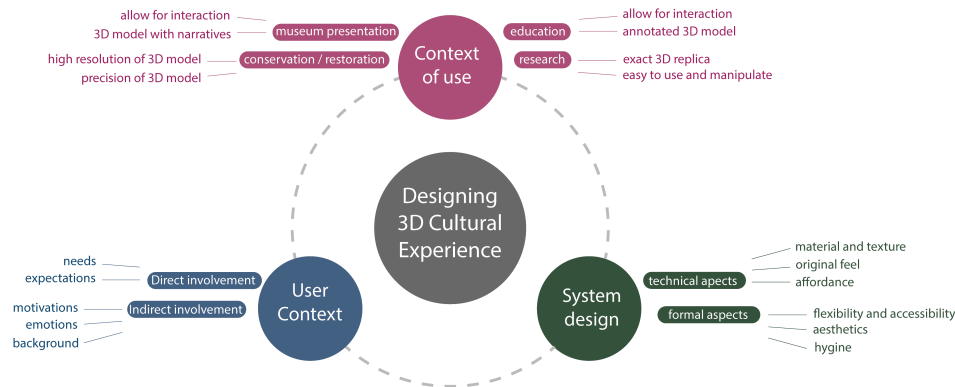 allow for interaction
3D model with narratives
museum presentation
high resolution of 3D model
precision of 3D model
conservation / restoration
Context
of use
education
allow for interaction
annotated 3D model
research
exact 3D replica
easy to use and manipulate
Designing
3D Cultural
Experience
needs
expectations
Direct involvement
motivations
emotions
background
Indirect involvement
User
Context
System
design
technical apects
material and texture
original feel
affordance
formal aspects
flexibility and accessibility
aesthetics
hygine